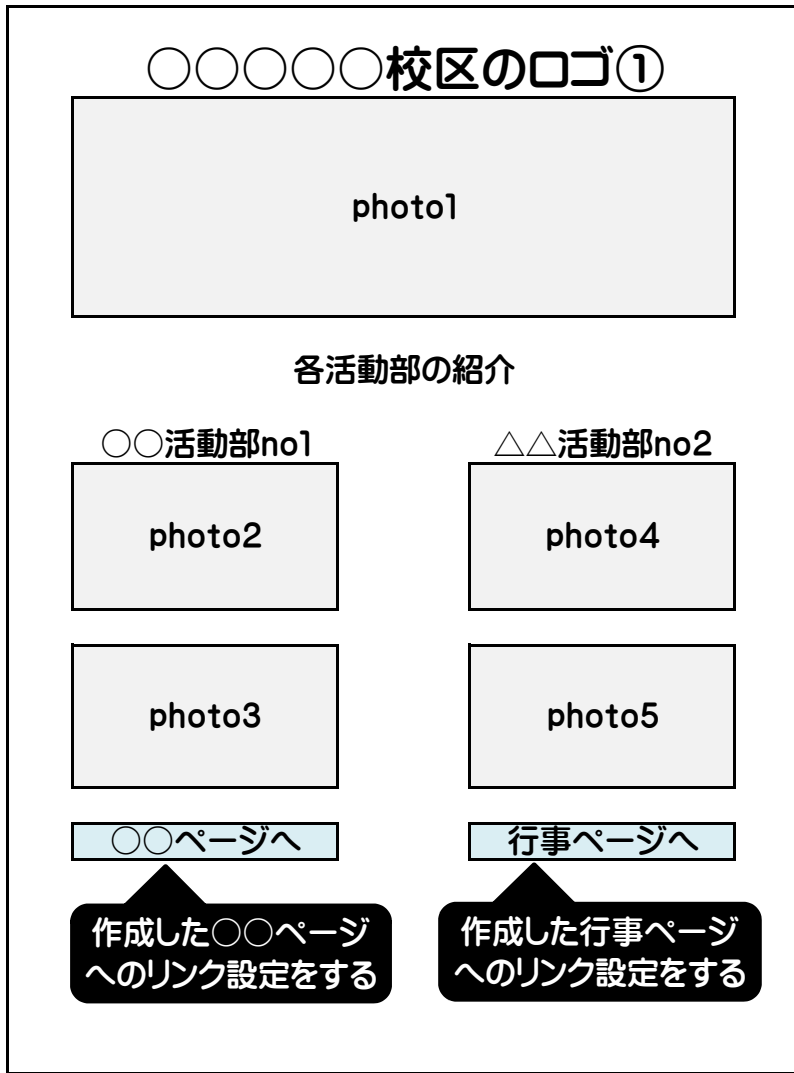 ○○○○○校区のロゴ①
photo1
各活動部の紹介
○○活動部no1
△△活動部no2
photo2
photo4
photo3
photo5
○○ページへ
行事ページへ
作成した○○ページ
へのリンク設定をする
作成した行事ページ
へのリンク設定をする